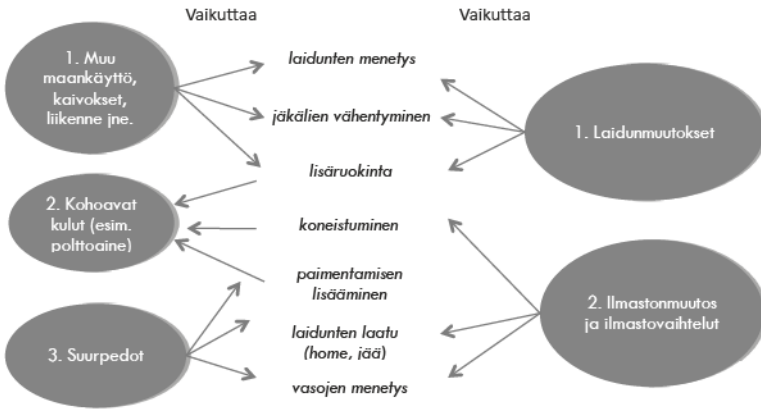 Vaikuttaa
Vaikuttaa
1. Muu
maankäyttö,
kaivokset,
liikenne jne.
2. Kohoavat
kulut (esim.
polttoaine)
3. Suurpedot
laidunten menetys
jäkälien vähentyminen
lisäruokinta
koneistuminen
paimentamisen
lisääminen
laidunten laatu
(home, jää)
vasojen menetys
1. Laidunmuutokset
2. Ilmastonmuutos
ja ilmastovaihtelut